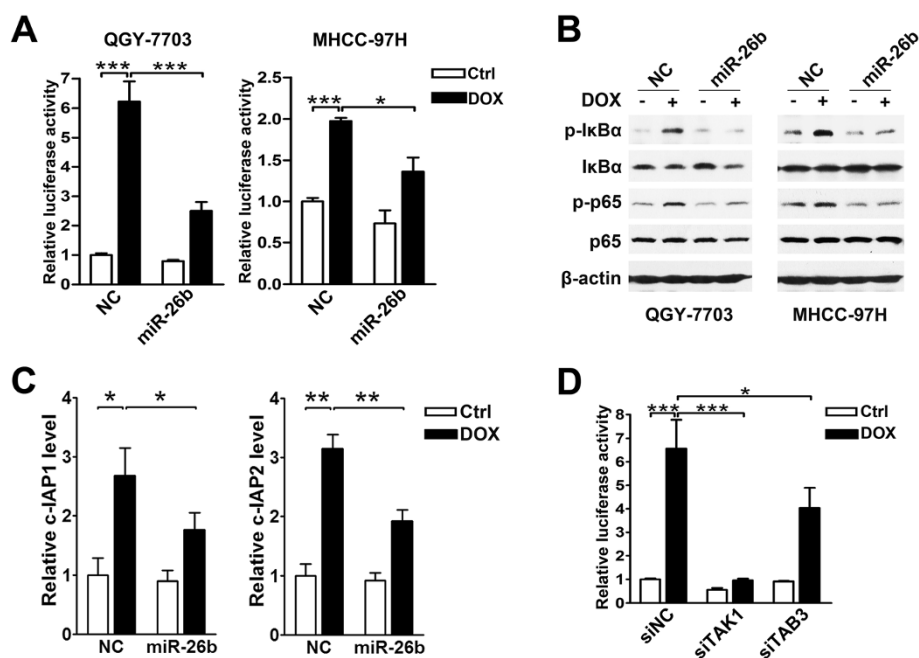 A
QGY-7703
MHCC-97H
*** ***
*** *
Ctrl
DOX
Relative luciferase activity
7
6
5
4
3
2
1
0
NC
miR-26b
Relative luciferase activity
2.5
2.0
1.5
1.0
0.5
0.0
NC
miR-26b
B
NC miR-26b NC miR-26b
DOX - + - + - + - +
p-IκBα
IκBα
p-p65
p65
β-actin
QGY-7703 MHCC-97H
C
* *
Relative c-IAP1 level
4
3
2
1
0
NC miR-26b
** **
Ctrl
DOX
Relative c-IAP2 level
4
3
2
1
0
NC miR-26b
D
*
*** ***
Ctrl
DOX
Relative luciferase activity
8
7
6
5
4
3
2
1
0
siNC
siTAK1
siTAB3